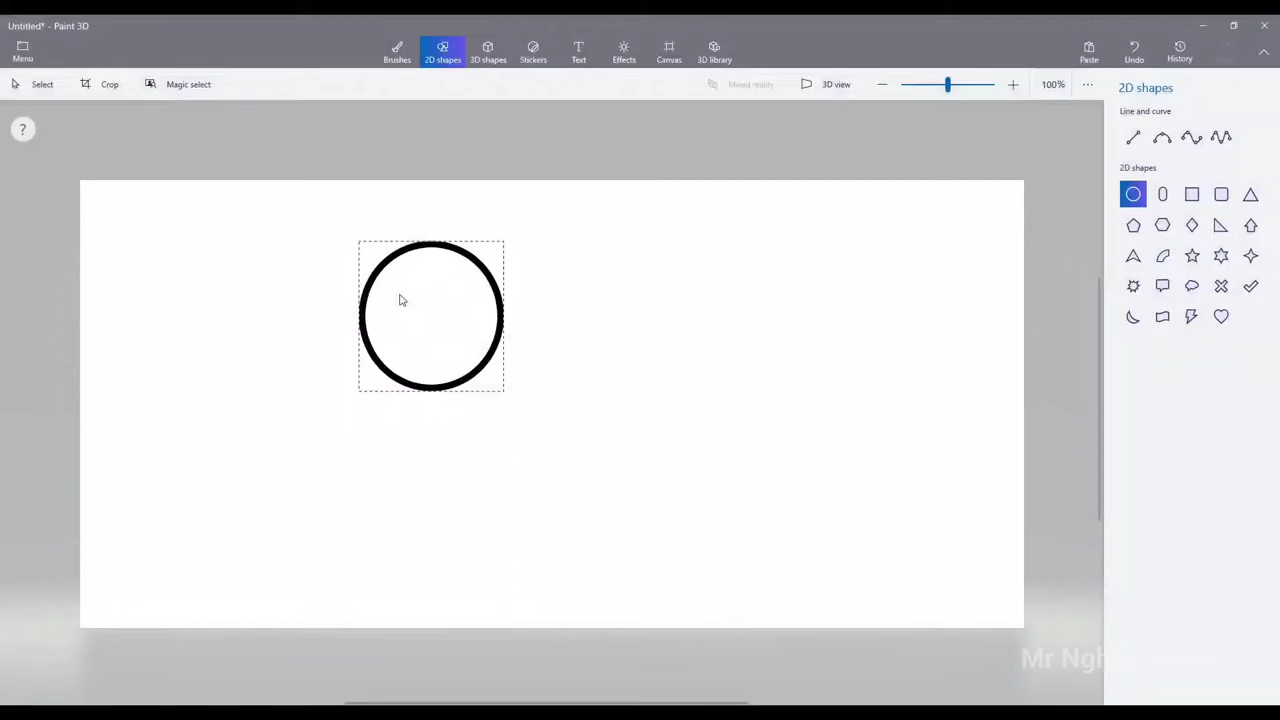 Untitled* - Paint 3D
Menu
Brushes
2D shapes
3D shapes
Stickers
Text
Effects
Canvas
3D library
Paste
Undo
History
Select
Crop
Magic select
Mixed reality
3D view
100%
2D shapes
Line and curve
2D shapes
?
Mr